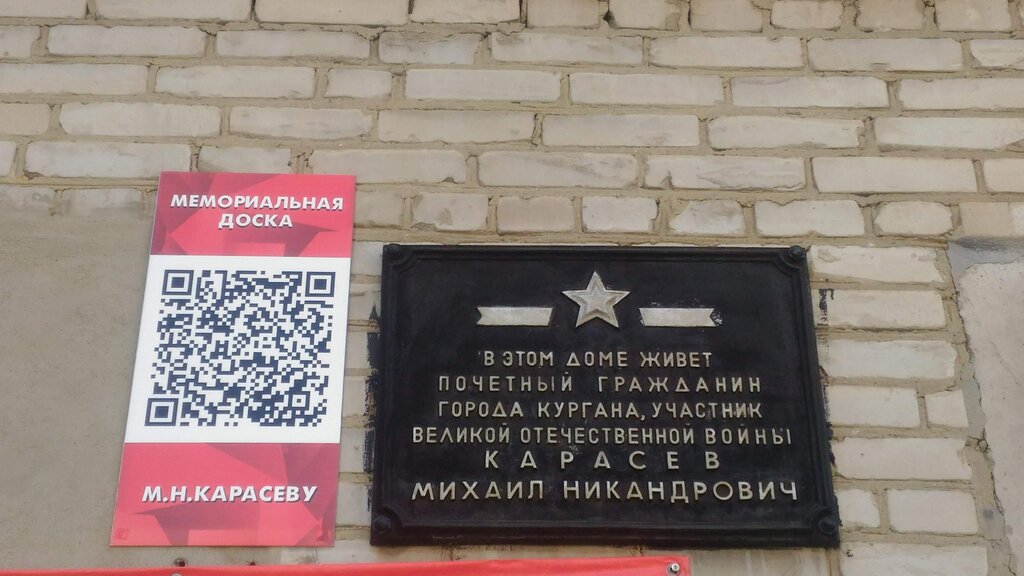 МЕМОРИАЛЬНАЯ
ДОСКА
М.Н.КАРАСЕВУ
В ЭТОМ ДОМЕ ЖИВЕТ
ПОЧЕТНЫЙ ГРАЖДАНИН
ГОРОДА КУРГАНА, УЧАСТНИК
ВЕЛИКОЙ ОТЕЧЕСТВЕННОЙ ВОЙНЫ
КАРАСЕВ
МИХАИЛ НИКАНДРОВИЧ